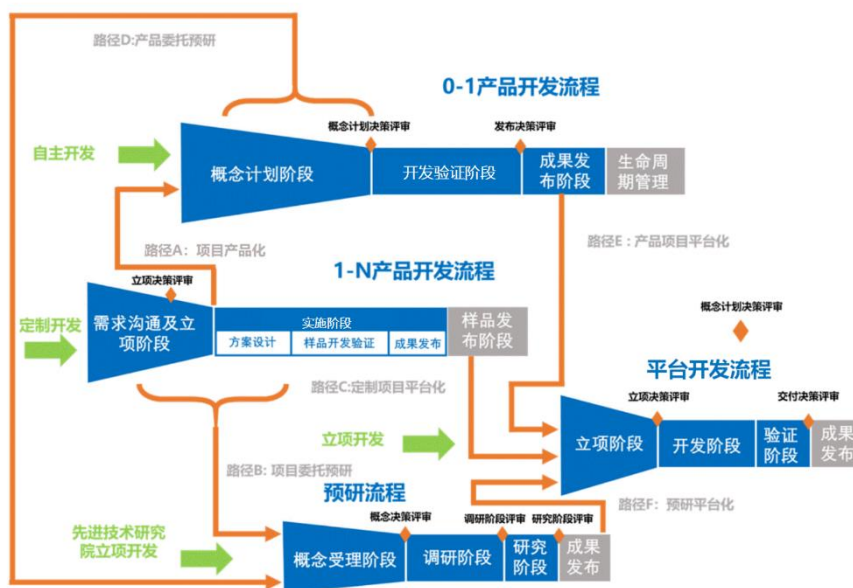 路径D:产品委托预研
0-1产品开发流程
概念计划决策评审
发布决策评审
自主开发
概念计划阶段
开发验证阶段
成果发
布阶段
生命周
期管理
路径A：项目产品化
路径E：产品项目平台化
1-N产品开发流程
立项决策评审
定制开发
需求沟通及立
项阶段
实施阶段
方案设计
样品开发验证
成果发布
样品发
布阶段
概念计划决策评审
路径C:定制项目平台化
平台开发流程
立项决策评审
交付决策评审
立项开发
立项阶段
开发阶段
验证
阶段
成果
发布
路径B: 项目委托预研
预研流程
路径F：预研平台化
概念决策评审
调研阶段评审
研究阶段评审
先进技术研究
院立项开发
概念受理阶段
调研阶段
研究
阶段
成果
发布